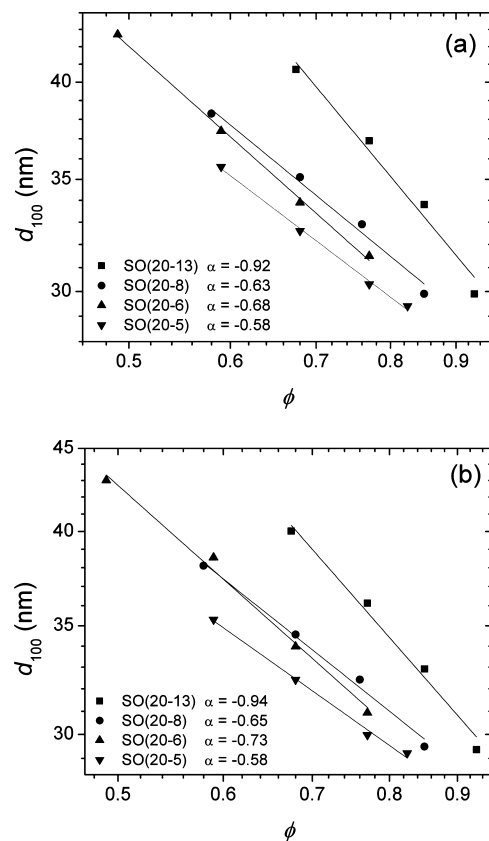 (a)
40
35
30
d100 (nm)
SO(20-13) α = -0.92
SO(20-8) α = -0.63
SO(20-6) α = -0.68
SO(20-5) α = -0.58
0.5 0.6 0.7 0.8 0.9
ϕ
(b)
45
40
35
30
d100 (nm)
SO(20-13) α = -0.94
SO(20-8) α = -0.65
SO(20-6) α = -0.73
SO(20-5) α = -0.58
0.5 0.6 0.7 0.8 0.9
ϕ